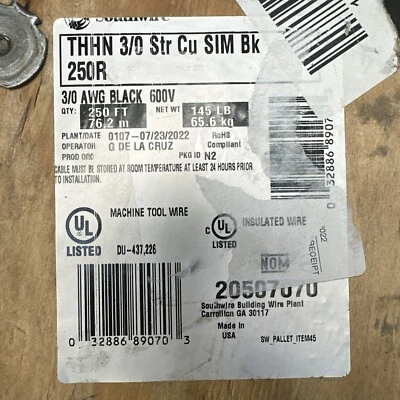 Southwire
THHN 3/0 Str Cu SIM Bk
250R
3/0 AWG BLACK 600V
QTY: 250 FT NET WT 145 LB
76.2 m 65.6 kg
PLANT/DATE 0107-07/23/2022 RoHS
OPERATOR G DE LA CRUZ Compliant
PROD ORD PKG ID N2
CABLE MUST BE STORED AT ROOM TEMPERATURE AT LEAST 24 HOURS PRIOR
TO INSTALLATION.
0 32886 8907
UL MACHINE TOOL WIRE
LISTED DU-437,226
C UL INSULATED WIRE
LISTED
RECEIPT
NOM
20507070
Southwire Building Wire Plant
Carrollton GA 30117
Made in
USA
SW_PALLET_ITEM45
0 32886 89070 3